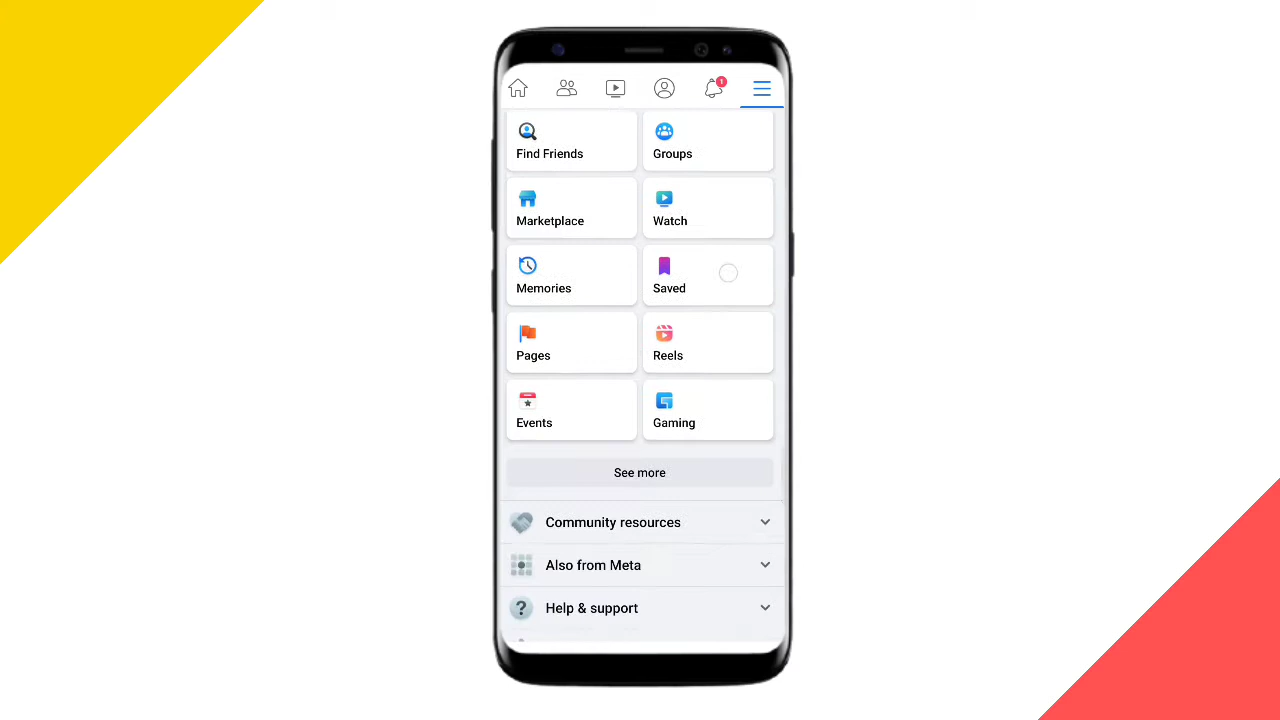 1
Find Friends
Groups
Marketplace
Watch
Memories
Saved
Pages
Reels
Events
Gaming
See more
Community resources
Also from Meta
Help & support